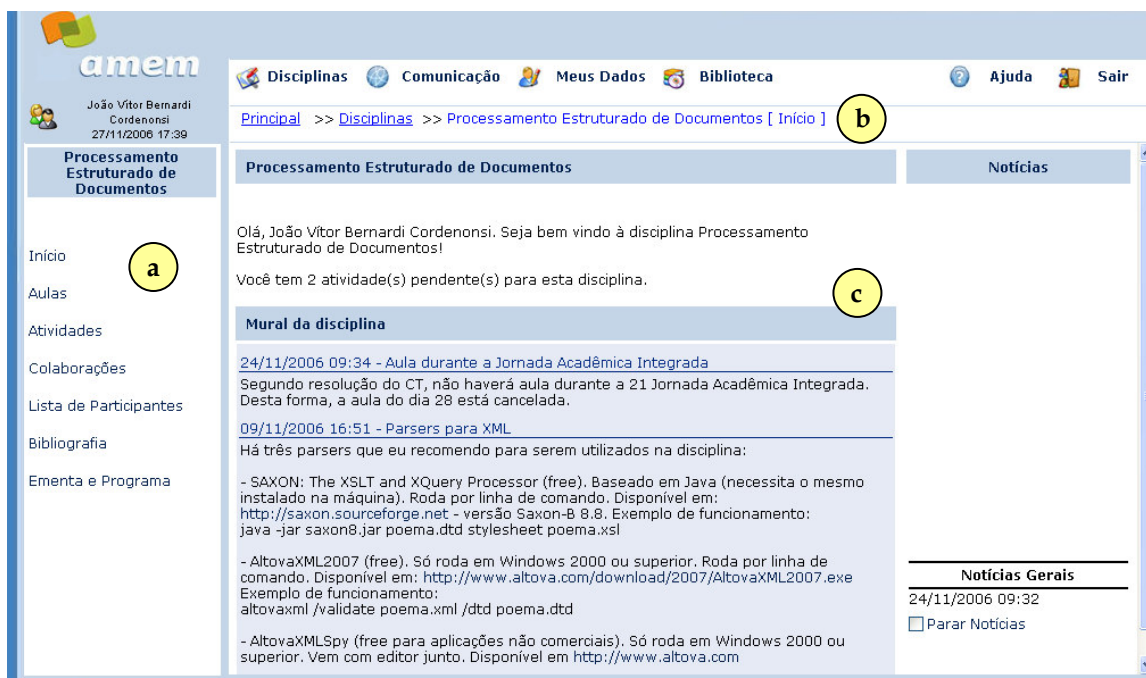 amem
Disciplinas Comunicação Meus Dados Biblioteca Ajuda Sair
João Vítor Bernardi
Cordenonsi
27/11/2006 17:39
Principal >> Disciplinas >> Processamento Estruturado de Documentos [ Início ]
b
Processamento
Estruturado de
Documentos
Início
a
Aulas
Atividades
Colaborações
Lista de Participantes
Bibliografia
Ementa e Programa
Processamento Estruturado de Documentos
Olá, João Vítor Bernardi Cordenonsi. Seja bem vindo à disciplina Processamento
Estruturado de Documentos!
Você tem 2 atividade(s) pendente(s) para esta disciplina.
c
Mural da disciplina
24/11/2006 09:34 - Aula durante a Jornada Acadêmica Integrada
Segundo resolução do CT, não haverá aula durante a 21 Jornada Acadêmica Integrada.
Desta forma, a aula do dia 28 está cancelada.
09/11/2006 16:51 - Parsers para XML
Há três parsers que eu recomendo para serem utilizados na disciplina:
- SAXON: The XSLT and XQuery Processor (free). Baseado em Java (necessita o mesmo
instalado na máquina). Roda por linha de comando. Disponível em:
http://saxon.sourceforge.net - versão Saxon-B 8.8. Exemplo de funcionamento:
java -jar saxon8.jar poema.dtd stylesheet poema.xsl
- AltovaXML2007 (free). Só roda em Windows 2000 ou superior. Roda por linha de
comando. Disponível em: http://www.altova.com/download/2007/AltovaXML2007.exe
Exemplo de funcionamento:
altovaxml /validate poema.xml /dtd poema.dtd
- AltovaXMLSpy (free para aplicações não comerciais). Só roda em Windows 2000 ou
superior. Vem com editor junto. Disponível em http://www.altova.com
Notícias
Notícias Gerais
24/11/2006 09:32
Parar Notícias